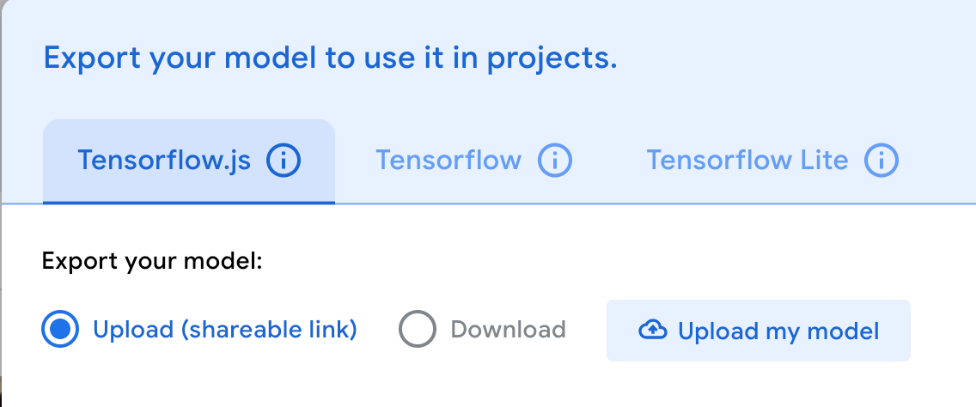 Export your model to use it in projects.
Tensorflow.js Tensorflow Tensorflow Lite
Export your model:
Upload (shareable link) Download Upload my model